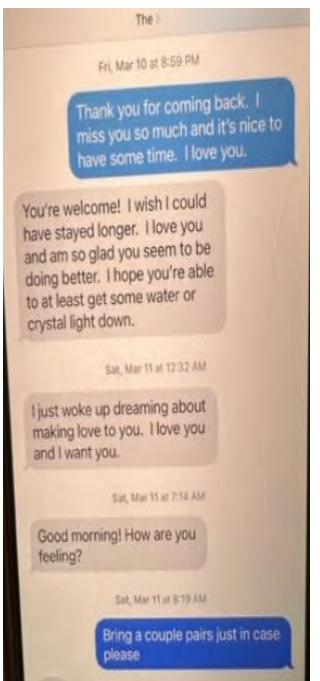 The >
Fri, Mar 10 at 8:59 PM
Thank you for coming back. I
miss you so much and it's nice to
have some time. I love you.
You're welcome! I wish I could
have stayed longer. I love you
and am so glad you seem to be
doing better. I hope you're able
to at least get some water or
crystal light down.
Sat, Mar 11 at 12:32 AM
I just woke up dreaming about
making love to you. I love you
and I want you.
Sat, Mar 11 at 7:14 AM
Good morning! How are you
feeling?
Sat, Mar 11 at 8:19 AM
Bring a couple pairs just in case
please